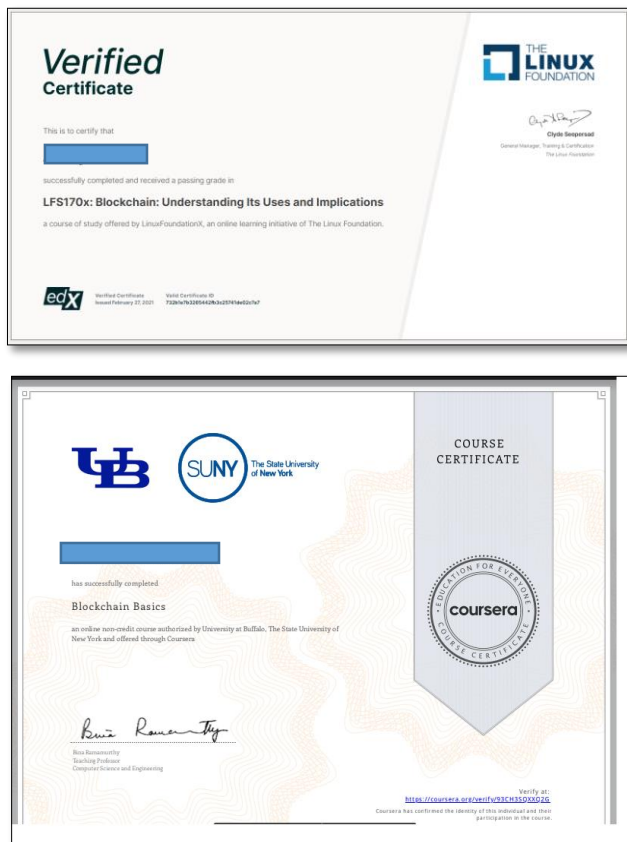 Verified
Certificate
THE
LINUX
FOUNDATION
This is to certify that
Clyde Seepersad
General Manager, Training & Certification
The Linux Foundation
successfully completed and received a passing grade in
LFS170x: Blockchain: Understanding Its Uses and Implications
a course of study offered by LinuxFoundationX, an online learning initiative of The Linux Foundation.
edX
Verified Certificate
Issued February 27, 2021
Valid Certificate ID
UB
SUNY
The State University
of New York
COURSE
CERTIFICATE
has successfully completed
Blockchain Basics
an online non-credit course authorized by University at Buffalo, The State University of
New York and offered through Coursera
EDUCATION FOR EVERYONE
coursera
COURSE CERTIFICATE
Bina Ramamurthy
Bina Ramamurthy
Teaching Professor
Computer Science and Engineering
Verify at:
https://coursera.org/verify/93CH3SQXXQ2G
Coursera has confirmed the identity of this individual and their
participation in the course.